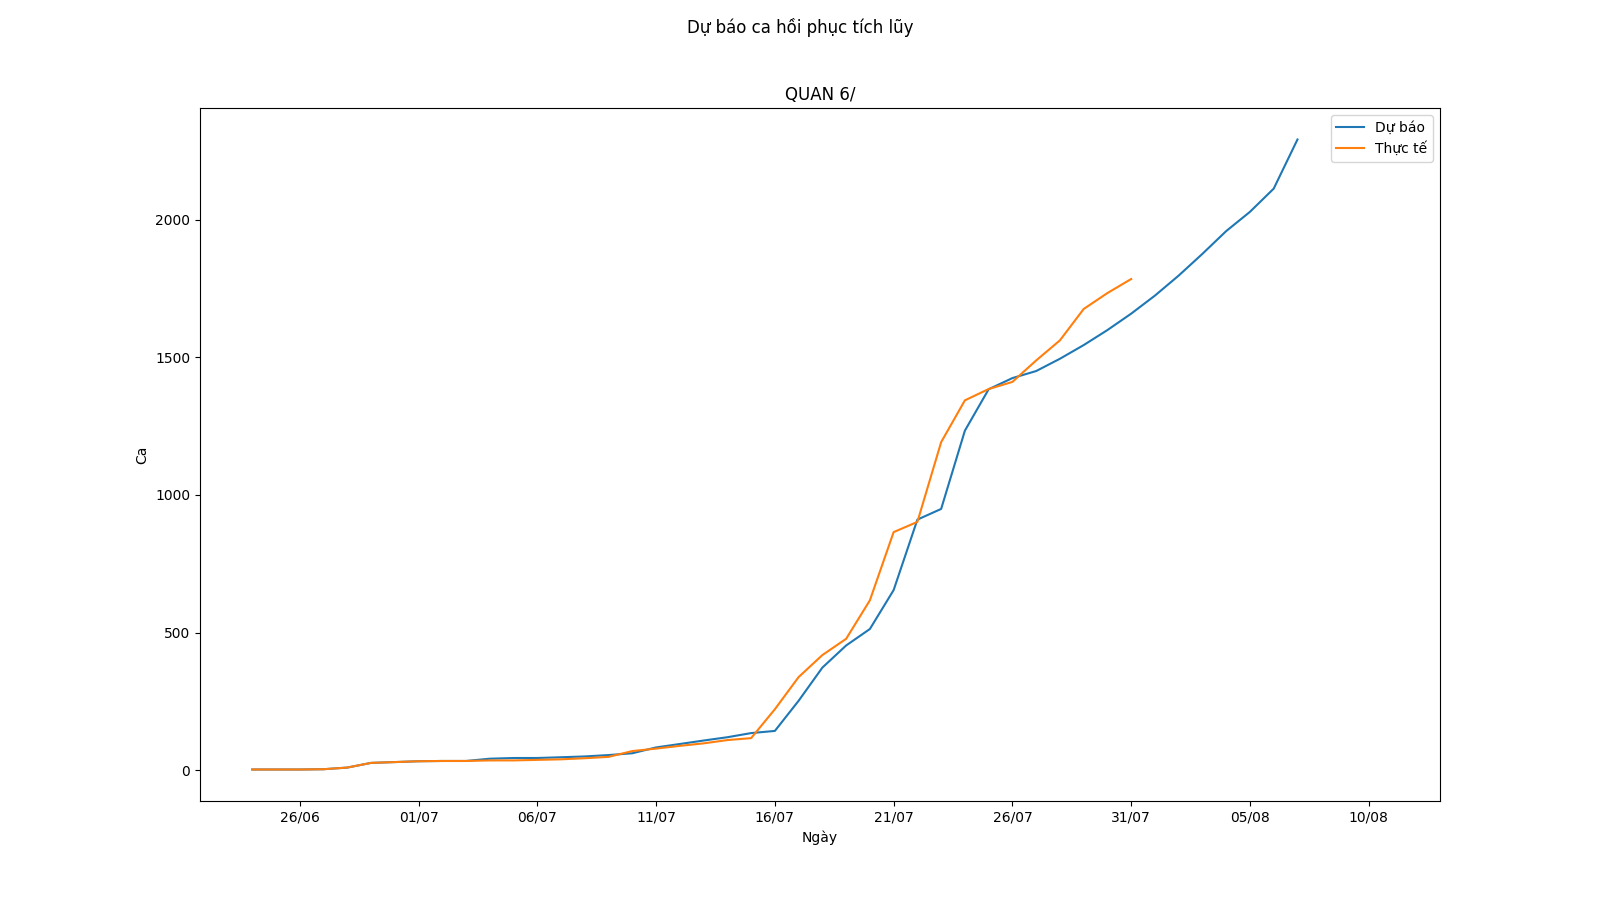 Dự báo ca hồi phục tích lũy
QUAN 6/
Dự báo
Thực tế
2000
1500
1000
500
0
Ca
26/06 01/07 06/07 11/07 16/07 21/07 26/07 31/07 05/08 10/08
Ngày